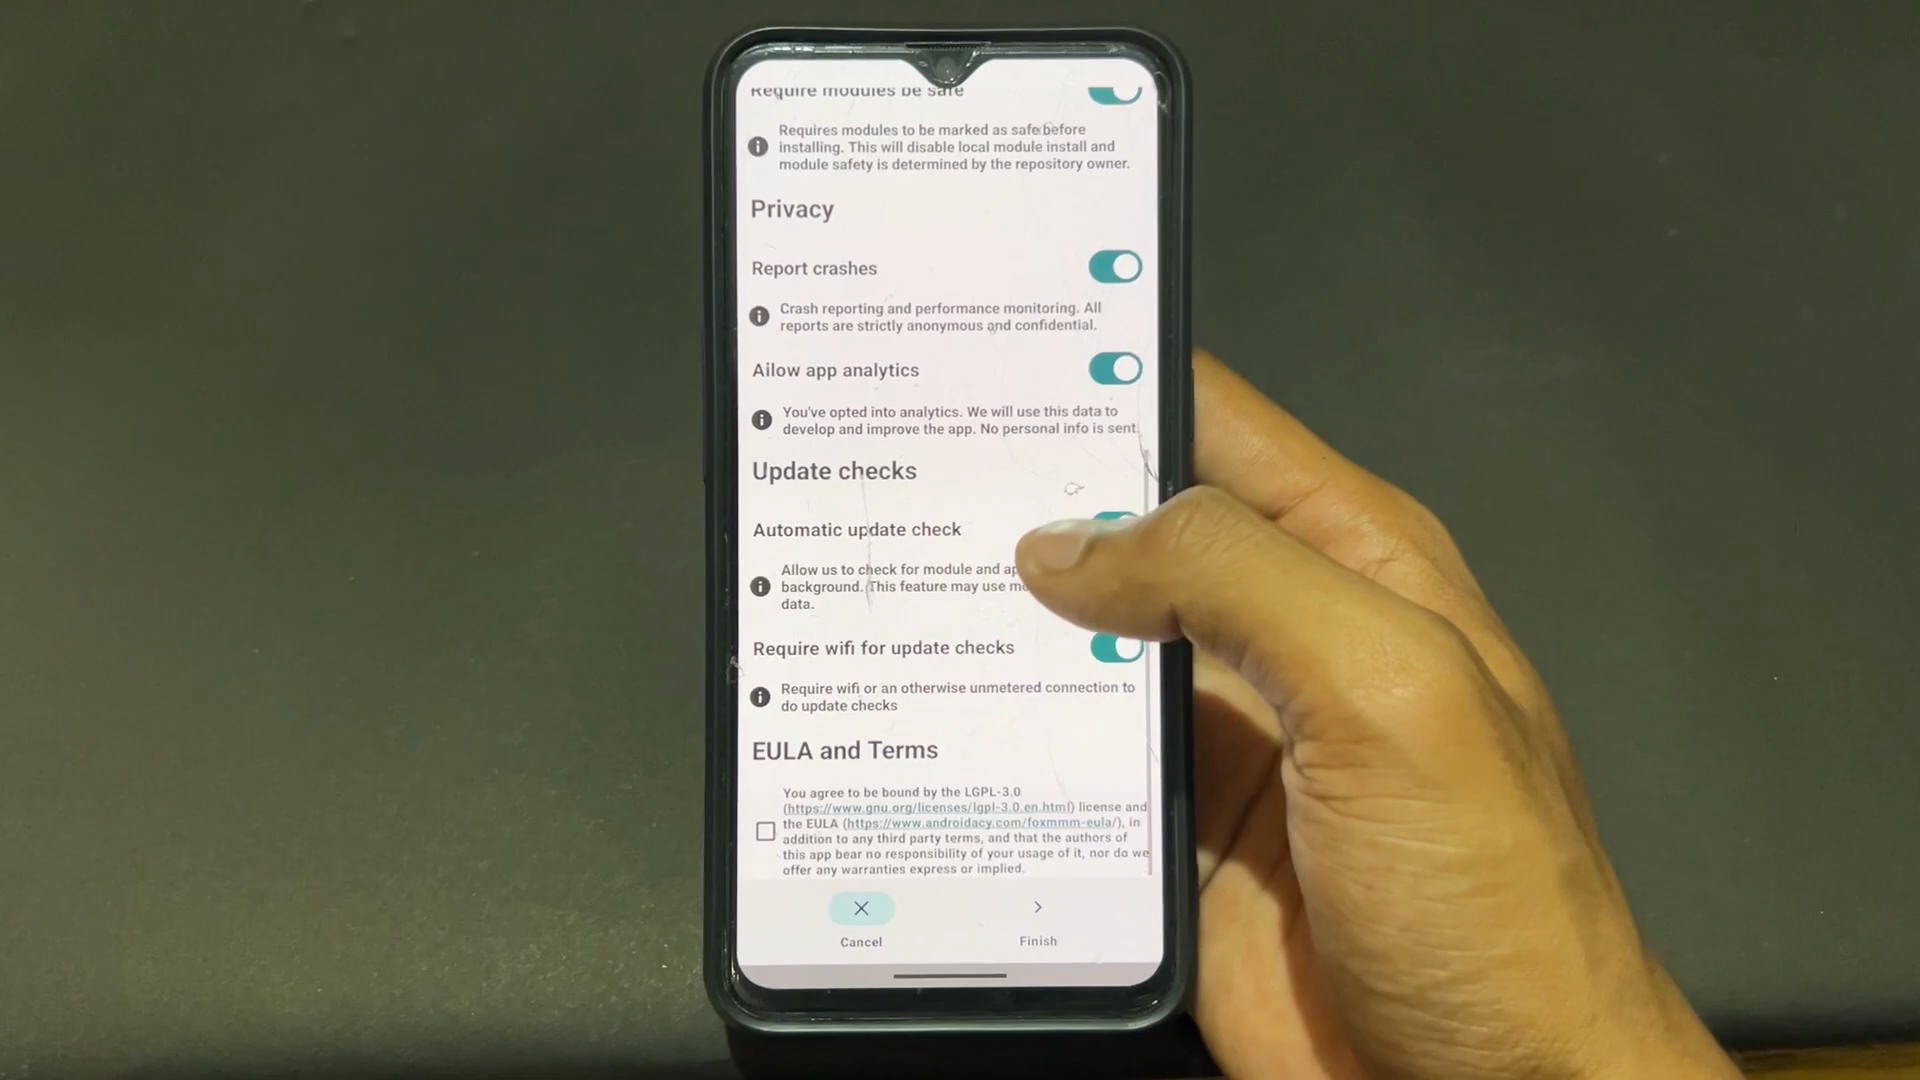 Require modules be safe
Requires modules to be marked as safe before
installing. This will disable local module install and
module safety is determined by the repository owner.
Privacy
Report crashes
Crash reporting and performance monitoring. All
reports are strictly anonymous and confidential.
Allow app analytics
You've opted into analytics. We will use this data to
develop and improve the app. No personal info is sent.
Update checks
Automatic update check
Allow us to check for module and
background. This feature may use
data.
Require wifi for update checks
Require wifi or an otherwise unmetered connection to
do update checks
EULA and Terms
You agree to be bound by the LGPL-3.0
(https://www.gnu.org/licenses/lgpl-3.0.en.html) license and
the EULA (https://www.androidacy.com/foxmmm-eula/), in
addition to any third party terms, and that the authors of
this app bear no responsibility of your usage of it, nor do we
offer any warranties express or implied.
Cancel
Finish